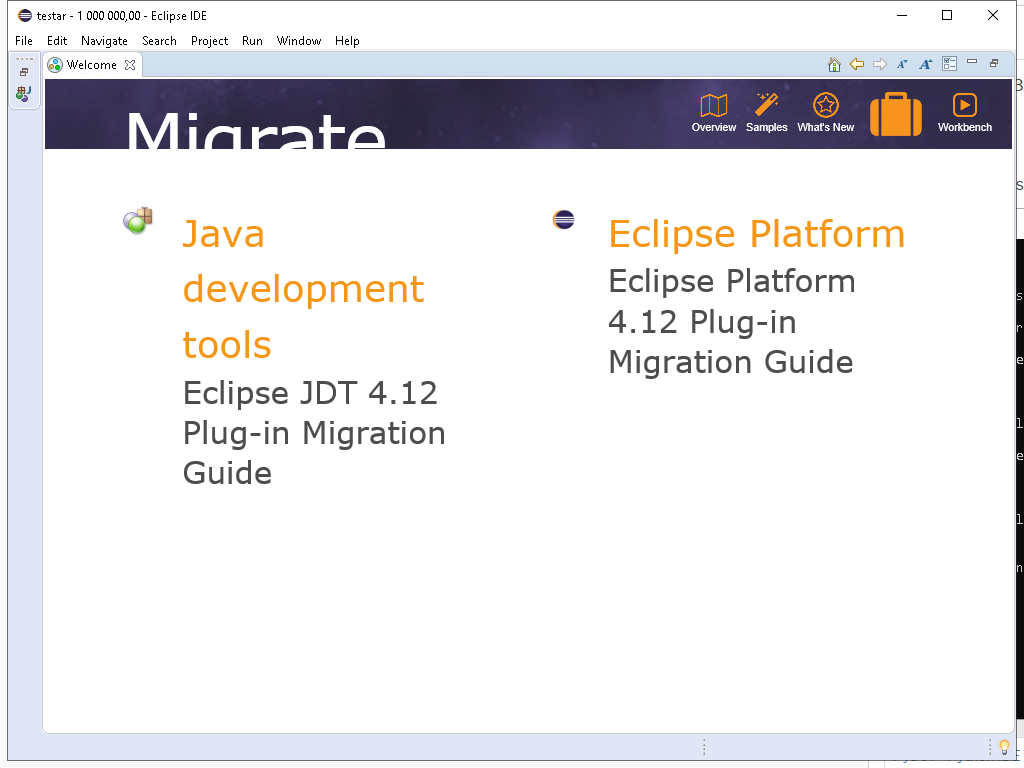 testar - 1 000 000,00 - Eclipse IDE
File Edit Navigate Search Project Run Window Help
Welcome
Migrate
Overview Samples What's New Workbench
Java
development
tools
Eclipse JDT 4.12
Plug-in Migration
Guide
Eclipse Platform
Eclipse Platform
4.12 Plug-in
Migration Guide